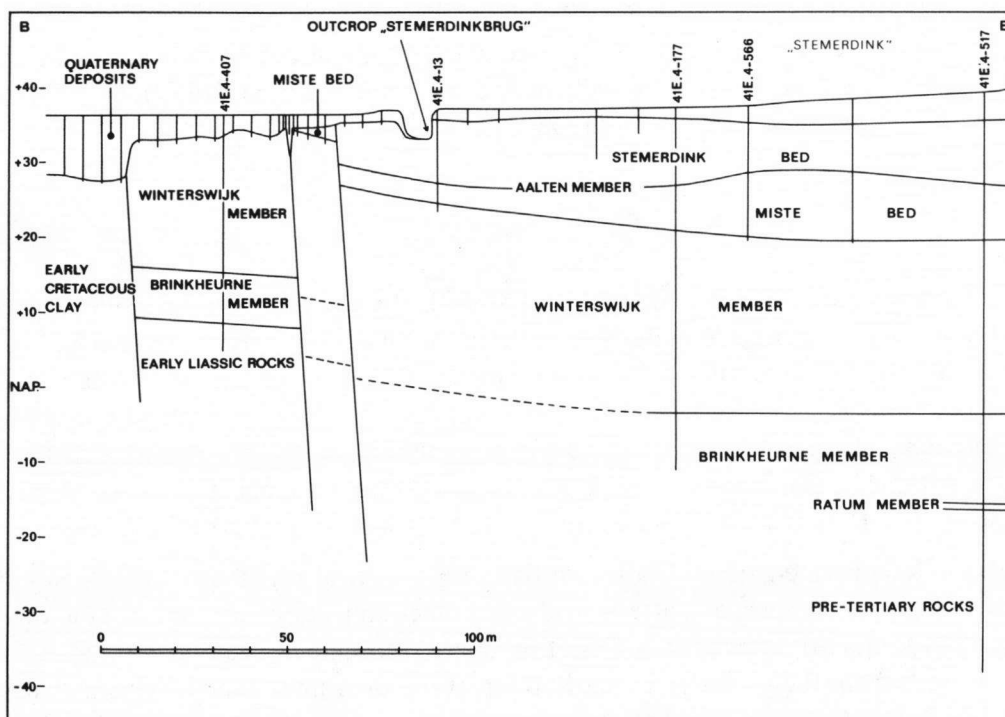 B
OUTCROP „STEMERDINKBRUG"
„STEMERDINK"
QUATERNARY
DEPOSITS
41E.4-407
MISTE BED
41E.4-13
41E.4-177
41E.4-566
41E.4-517
+40
+30
+20
+10
NAP
-10
-20
-30
-40
STEMERDINK BED
AALTEN MEMBER
WINTERSWIJK
MEMBER
MISTE BED
EARLY
CRETACEOUS
CLAY
BRINKHEURNE
MEMBER
WINTERSWIJK MEMBER
EARLY LIASSIC ROCKS
BRINKHEURNE MEMBER
RATUM MEMBER
PRE-TERTIARY ROCKS
0 50 100 m